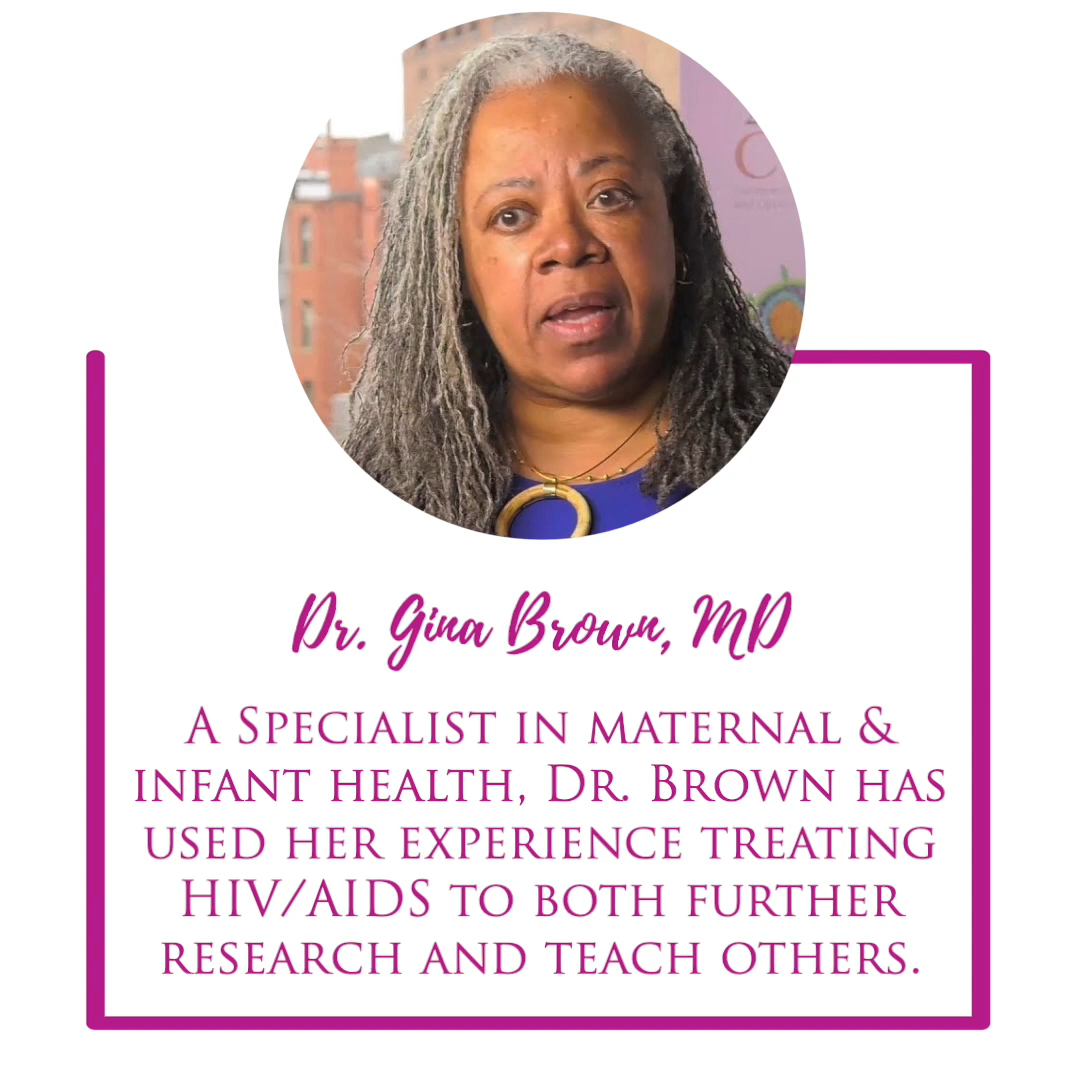 C
Dr. Gina Brown, MD
A Specialist in maternal &
infant health, Dr. Brown has
used her experience treating
HIV/AIDS to both further
research and teach others.